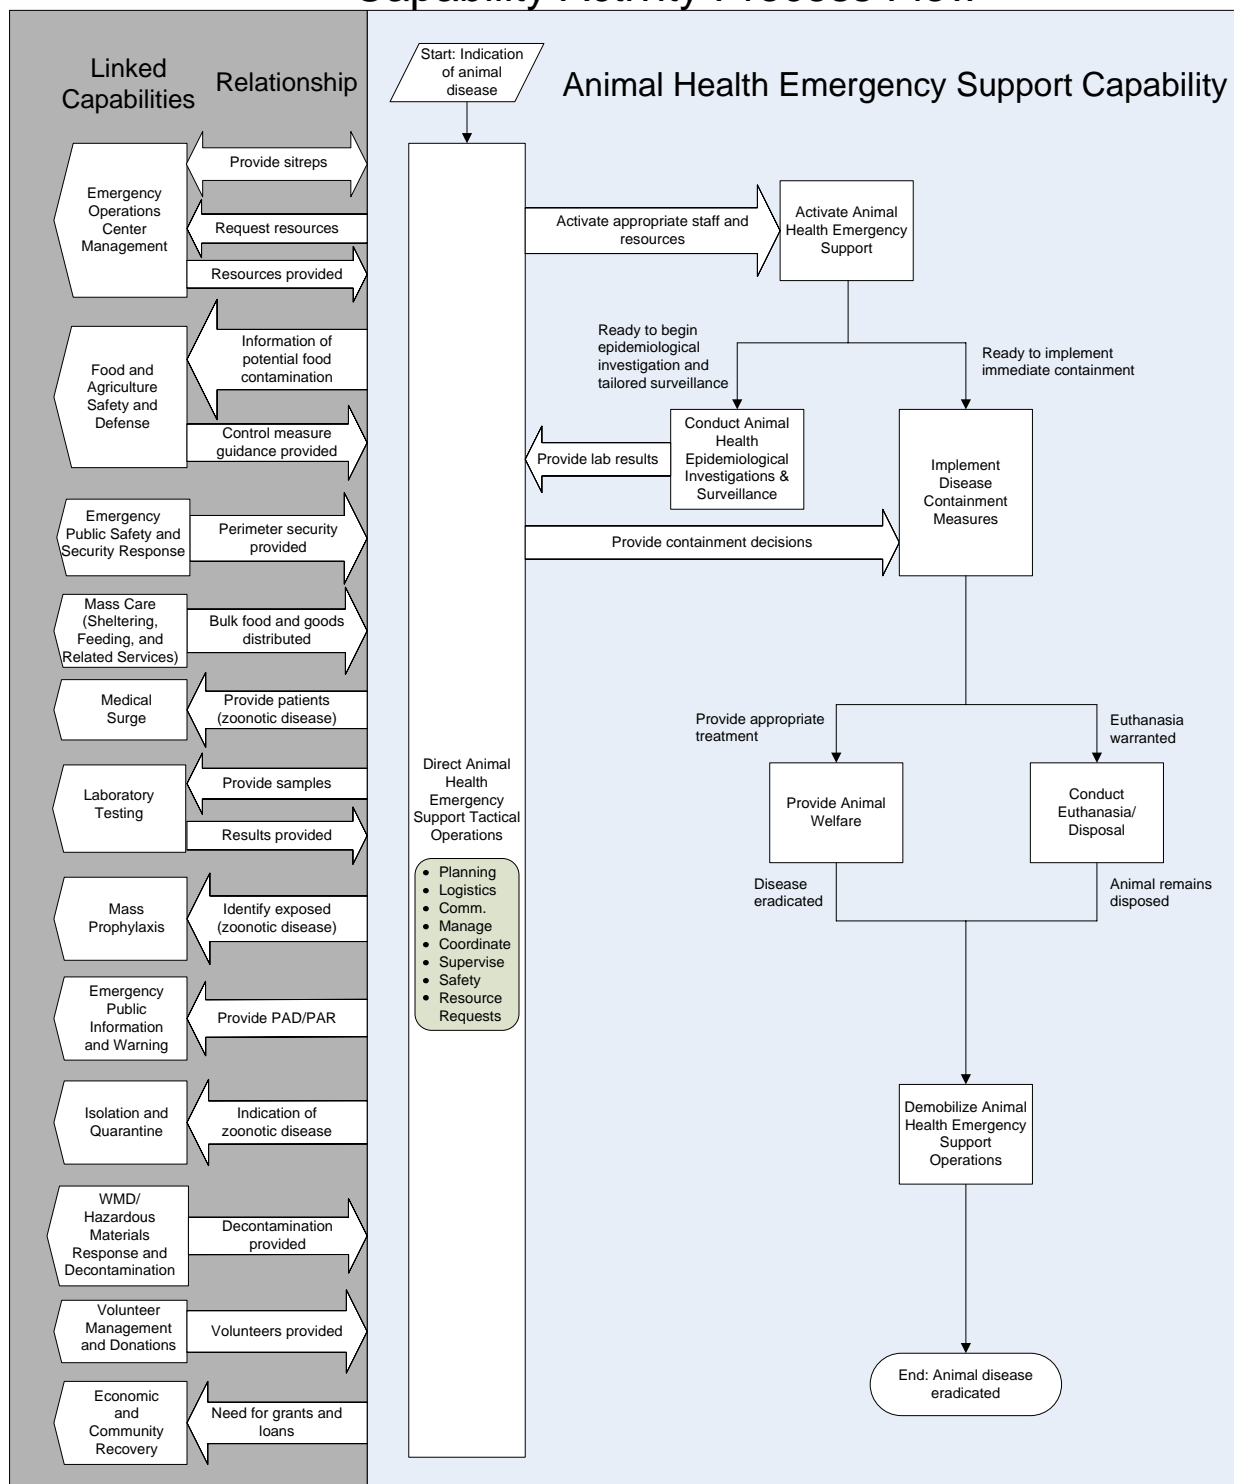 Capability Activity Process Flow
Linked
Capabilities
Relationship
Start: Indication
of animal
disease
Animal Health Emergency Support Capability
Emergency
Operations
Center
Management
Provide sitreps
Request resources
Resources provided
Activate appropriate staff and
resources
Activate Animal
Health Emergency
Support
Food and
Agriculture
Safety and
Defense
Information of
potential food
contamination
Control measure
guidance provided
Ready to begin
epidemiological
investigation and
tailored surveillance
Ready to implement
immediate containment
Provide lab results
Conduct Animal
Health
Epidemiological
Investigations &
Surveillance
Implement
Disease
Containment
Measures
Emergency
Public Safety and
Security Response
Perimeter security
provided
Provide containment decisions
Mass Care
(Sheltering,
Feeding, and
Related Services)
Bulk food and goods
distributed
Medical
Surge
Provide patients
(zoonotic disease)
Provide appropriate
treatment
Euthanasia
warranted
Laboratory
Testing
Provide samples
Results provided
Direct Animal
Health
Emergency
Support Tactical
Operations
• Planning
• Logistics
• Comm.
• Manage
• Coordinate
• Supervise
• Safety
• Resource
Requests
Provide Animal
Welfare
Conduct
Euthanasia/
Disposal
Disease
eradicated
Animal remains
disposed
Mass
Prophylaxis
Identify exposed
(zoonotic disease)
Emergency
Public
Information
and Warning
Provide PAD/PAR
Isolation and
Quarantine
Indication of
zoonotic disease
Demobilize Animal
Health Emergency
Support
Operations
WMD/
Hazardous
Materials
Response and
Decontamination
Decontamination
provided
Volunteer
Management
and Donations
Volunteers provided
End: Animal disease
eradicated
Economic
and
Community
Recovery
Need for grants and
loans